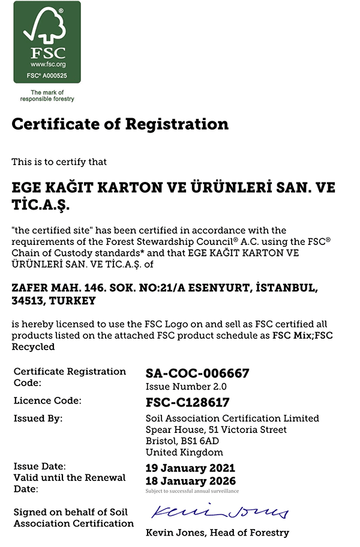 FSC
www.fsc.org
FSC® A000525
The mark of
responsible forestry
Certificate of Registration
This is to certify that
EGE KAĞIT KARTON VE ÜRÜNLERİ SAN. VE
TİC.A.Ş.
"the certified site" has been certified in accordance with the
requirements of the Forest Stewardship Council® A.C. using the FSC®
Chain of Custody standards* and that EGE KAĞIT KARTON VE
ÜRÜNLERİ SAN. VE TİC.A.Ş. of
ZAFER MAH. 146. SOK. NO:21/A ESENYURT, İSTANBUL,
34513, TURKEY
is hereby licensed to use the FSC Logo on and sell as FSC certified all
products listed on the attached FSC product schedule as FSC Mix;FSC
Recycled
Certificate Registration Code: SA-COC-006667
Issue Number 2.0
Licence Code: FSC-C128617
Issued By: Soil Association Certification Limited
Spear House, 51 Victoria Street
Bristol, BS1 6AD
United Kingdom
Issue Date: 19 January 2021
Valid until the Renewal Date: 18 January 2026
Subject to successful annual surveillance
Signed on behalf of Soil
Association Certification
Kevin Jones
Kevin Jones, Head of Forestry